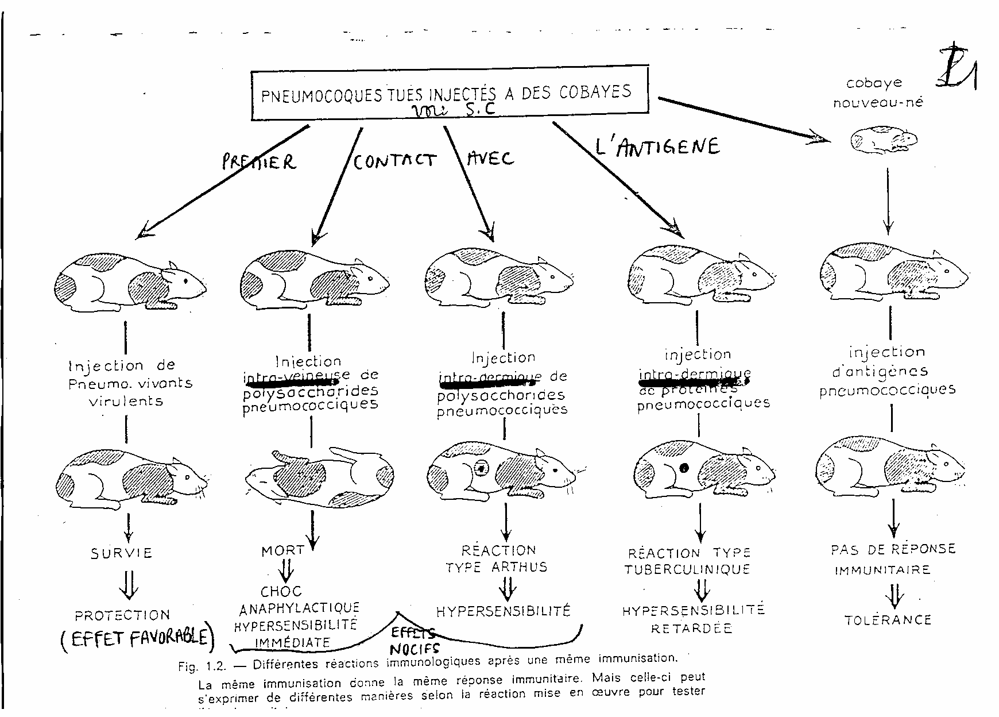 P1
PNEUMOCOQUES TUÉS INJECTÉS A DES COBAYES
S.C
cobaye
nouveau-né
PREMIER CONTACT AVEC L'ANTIGENE
Injection de
Pneumo. vivants
virulents
Injection
intra-veineuse de
polysaccharides
pneumococciques
Injection
intra-dermique de
polysaccharides
pneumococciques
injection
intra-dermique
de protéines
pneumococciques
injection
d'antigènes
pneumococciques
SURVIE
PROTECTION
(EFFET FAVORABLE)
MORT
CHOC
ANAPHYLACTIQUE
HYPERSENSIBILITÉ
IMMÉDIATE
RÉACTION
TYPE ARTHUS
HYPERSENSIBILITÉ
EFFETS
NOCIFS
RÉACTION TYPE
TUBERCULINIQUE
HYPERSENSIBILITÉ
RETARDÉE
PAS DE RÉPONSE
IMMUNITAIRE
TOLÉRANCE
Fig. 1.2. — Différentes réactions immunologiques après une même immunisation.
La même immunisation donne la même réponse immunitaire. Mais celle-ci peut
s'exprimer de différentes manières selon la réaction mise en œuvre pour tester